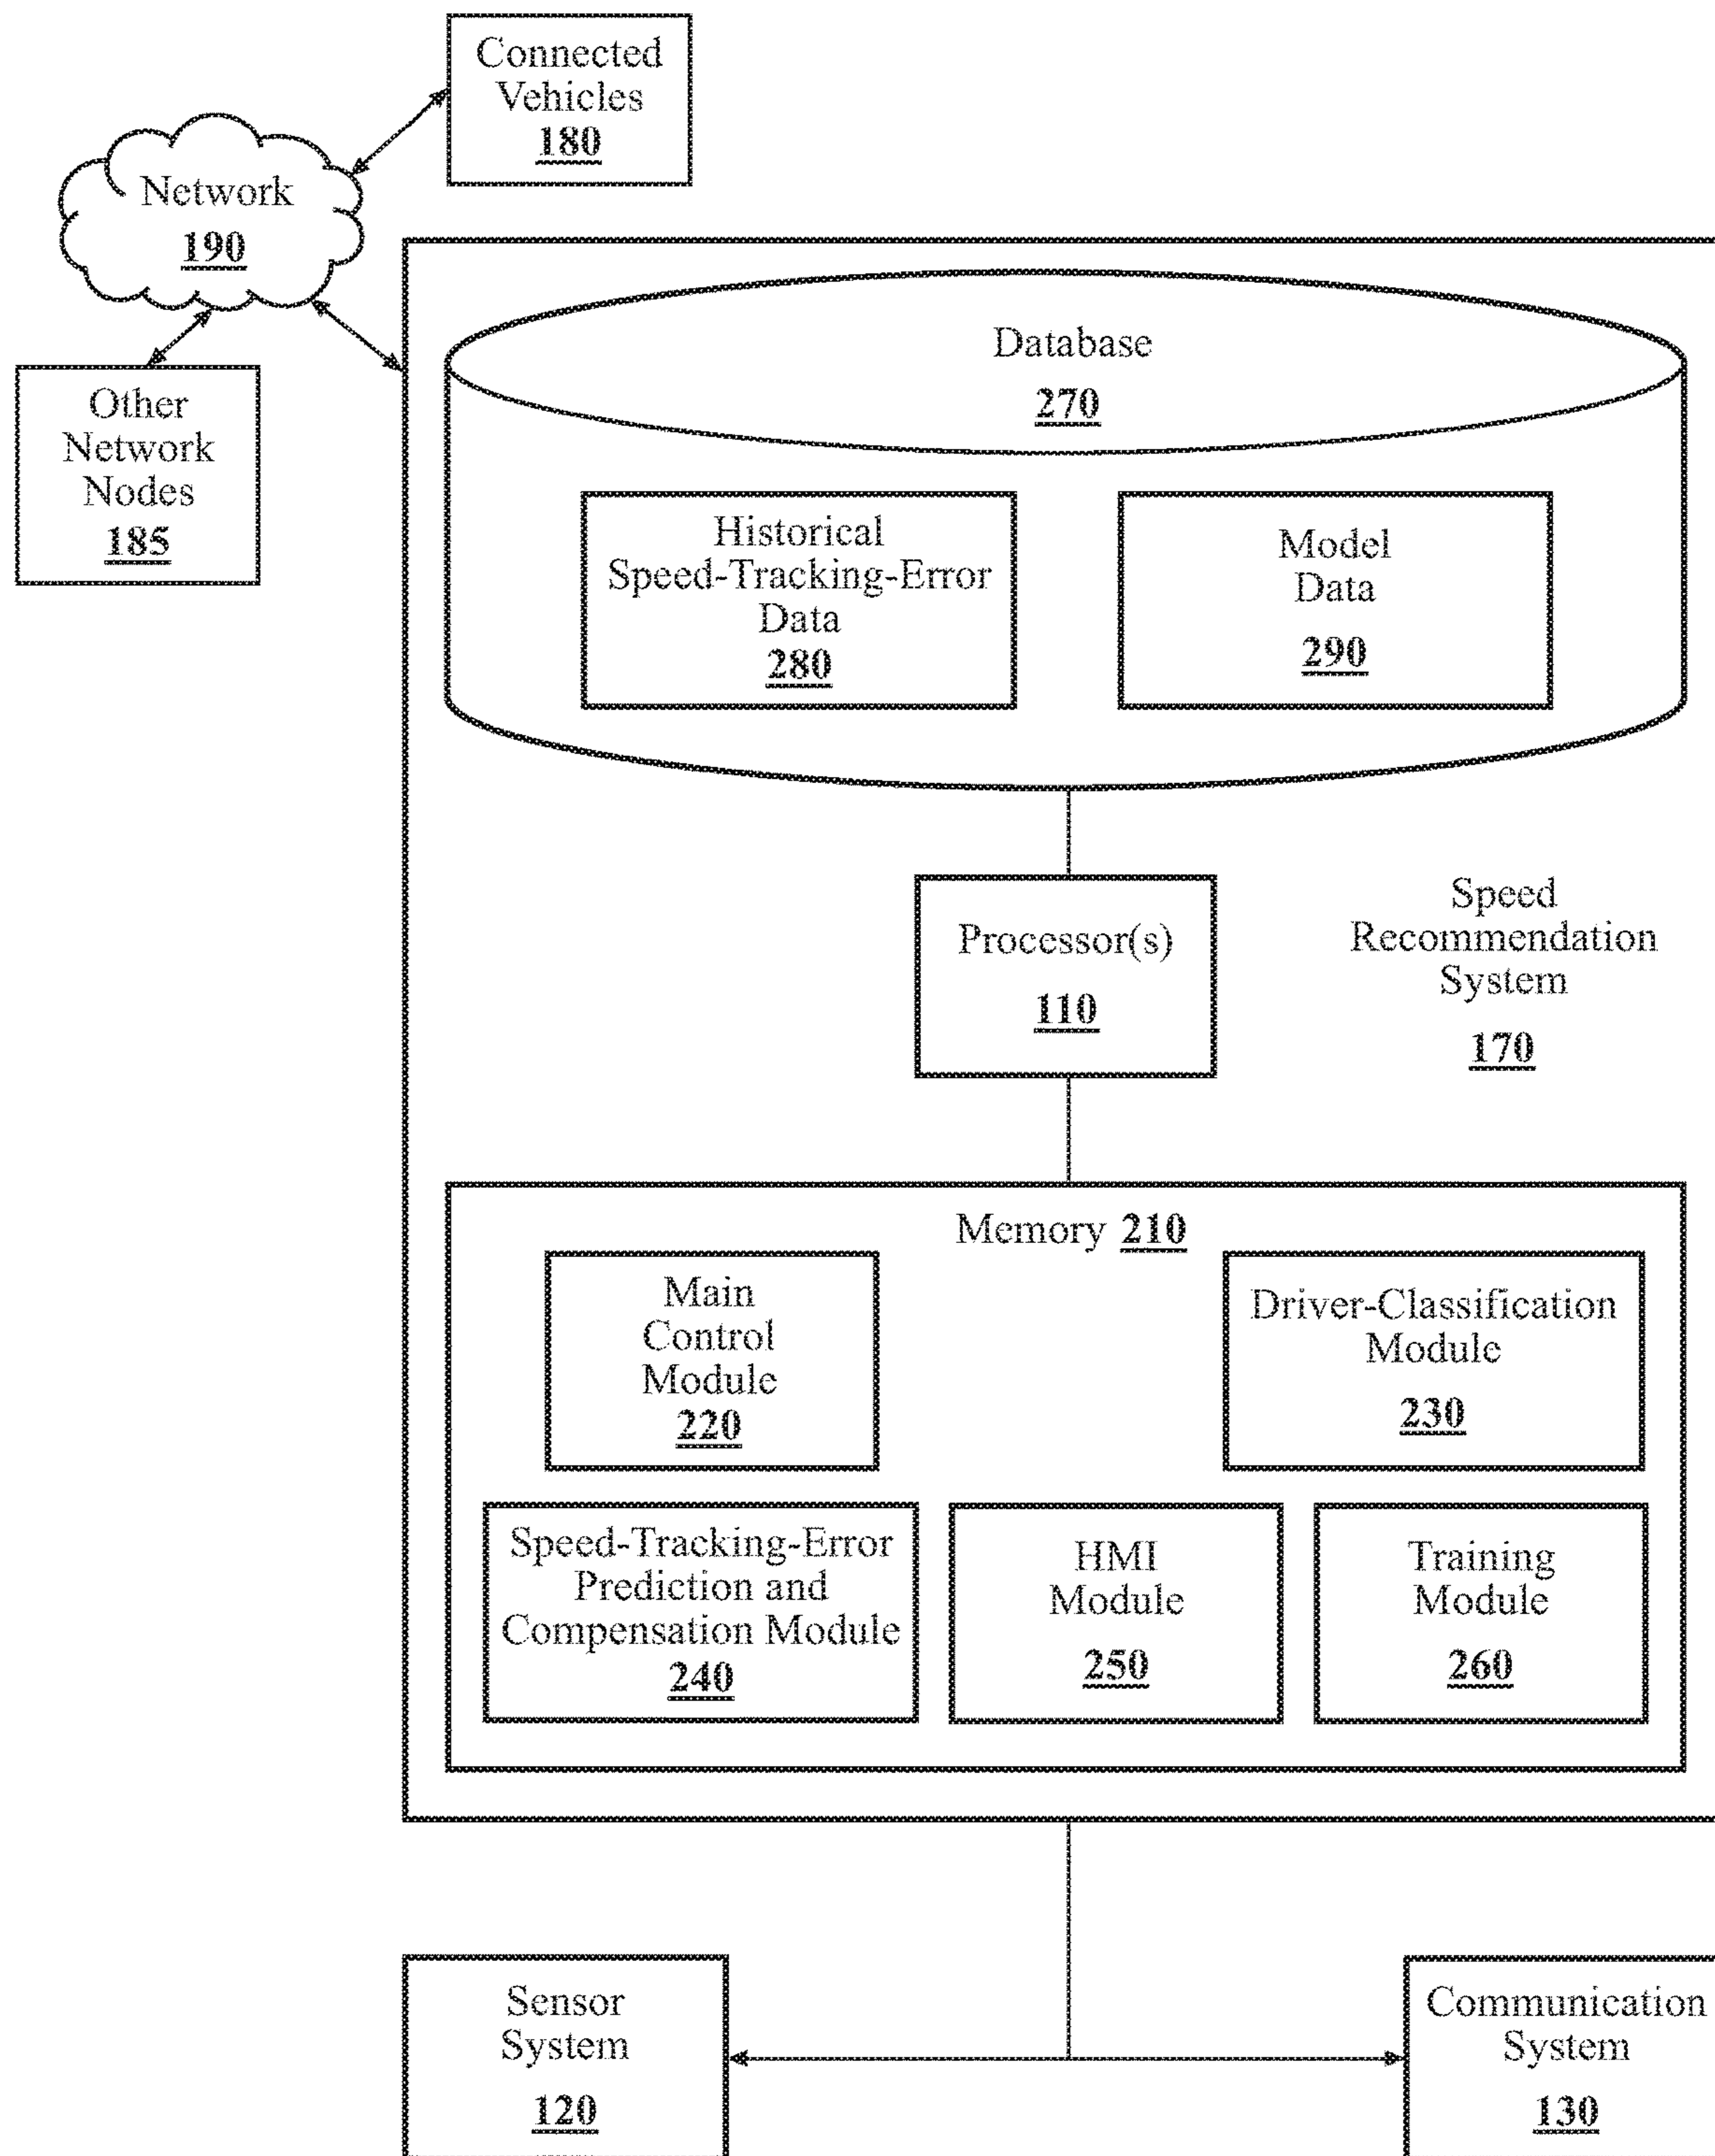 Connected
Vehicles
180
Network
190
Other
Network
Nodes
185
Database
270
Historical
Speed-Tracking-Error
Data
280
Model
Data
290
Processor(s)
110
Speed
Recommendation
System
170
Memory 210
Main
Control
Module
220
Driver-Classification
Module
230
Speed-Tracking-Error
Prediction and
Compensation Module
240
HMI
Module
250
Training
Module
260
Sensor
System
120
Communication
System
130